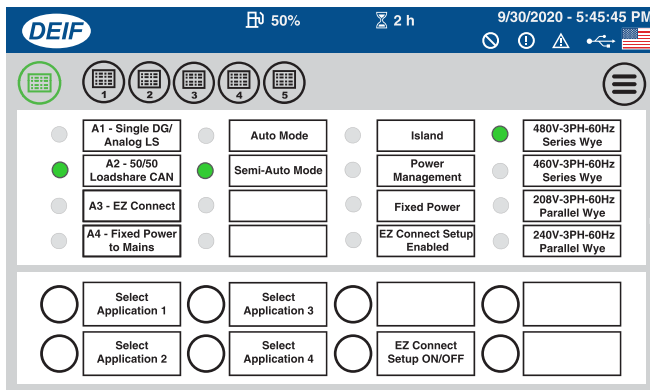 DEIF
50%
2 h
9/30/2020 - 5:45:45 PM
1
2
3
4
5
A1 - Single DG/
Analog LS
Auto Mode
Island
480V-3PH-60Hz
Series Wye
A2 - 50/50
Loadshare CAN
Semi-Auto Mode
Power
Management
460V-3PH-60Hz
Series Wye
A3 - EZ Connect
Fixed Power
208V-3PH-60Hz
Parallel Wye
A4 - Fixed Power
to Mains
EZ Connect Setup
Enabled
240V-3PH-60Hz
Parallel Wye
Select
Application 1
Select
Application 3
Select
Application 2
Select
Application 4
EZ Connect
Setup ON/OFF